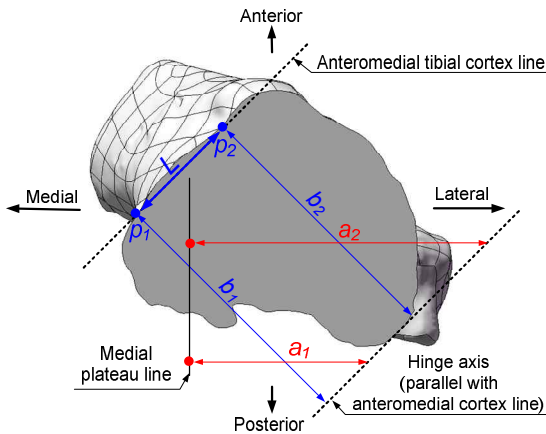 Anterior
Anteromedial tibial cortex line
p2
L
Medial
Lateral
b2
p1
a2
b1
a1
Medial
plateau line
Hinge axis
(parallel with
anteromedial cortex line)
Posterior